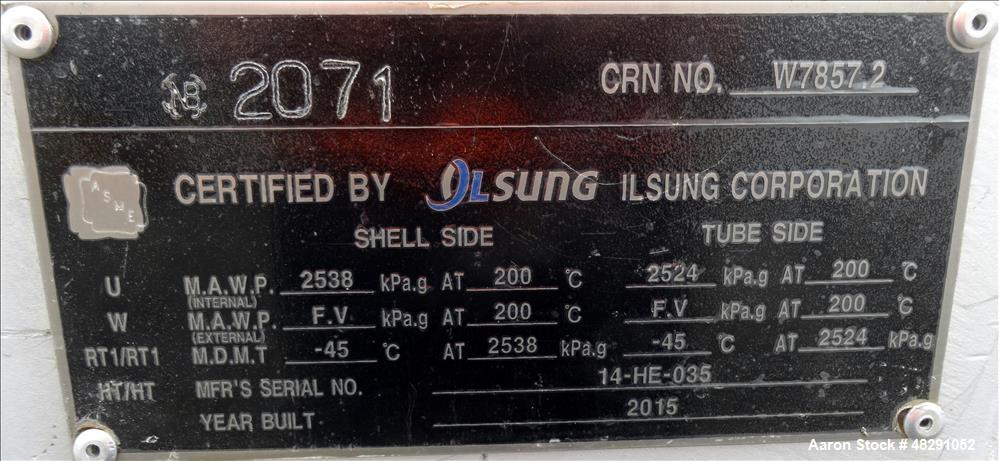 NB 2071 CRN NO. W7857.2
ASME CERTIFIED BY ILSUNG ILSUNG CORPORATION
SHELL SIDE TUBE SIDE
U M.A.W.P. 2538 kPa.g AT 200 °C 2524 kPa.g AT 200 °C
(INTERNAL)
W M.A.W.P. F.V kPa.g AT 200 °C F.V kPa.g AT 200 °C
(EXTERNAL)
RT1/RT1 M.D.M.T -45 °C AT 2538 kPa.g -45 °C AT 2524 kPa.g
HT/HT MFR'S SERIAL NO. 14-HE-035
YEAR BUILT 2015
Aaron Stock # 48291052